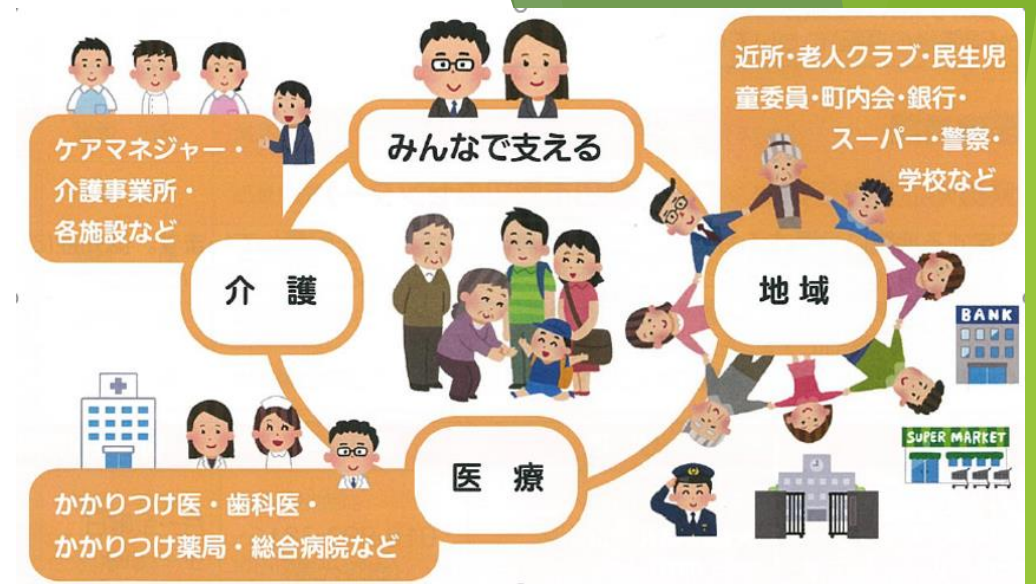 みんなで支える
ケアマネジャー・
介護事業所・
各施設など
近所・老人クラブ・民生児
童委員・町内会・銀行・
スーパー・警察・
学校など
介 護
地 域
BANK
SUPER MARKET
医 療
かかりつけ医・歯科医・
かかりつけ薬局・総合病院など